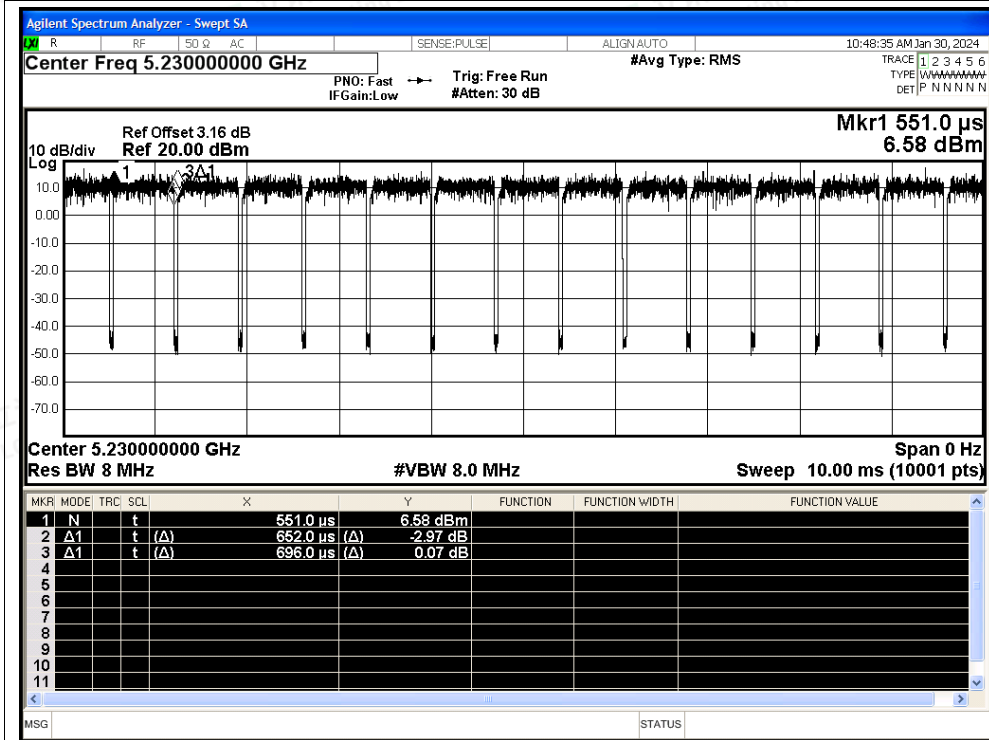 Agilent Spectrum Analyzer - Swept SA
LXI R RF 50 Ω AC SENSE:PULSE ALIGN AUTO 10:48:35 AM Jan 30, 2024
Center Freq 5.230000000 GHz #Avg Type: RMS TRACE 1 2 3 4 5 6
PNO: Fast Trig: Free Run TYPE WWWWWW
IFGain:Low #Atten: 30 dB DET P N N N N N
Mkr1 551.0 µs
Ref Offset 3.16 dB
10 dB/div Ref 20.00 dBm 6.58 dBm
Log
1 3Δ1
10.0
0.00
-10.0
-20.0
-30.0
-40.0
-50.0
-60.0
-70.0
Center 5.230000000 GHz Span 0 Hz
Res BW 8 MHz #VBW 8.0 MHz Sweep 10.00 ms (10001 pts)
MKR MODE TRC SCL X Y FUNCTION FUNCTION WIDTH FUNCTION VALUE
1 N t 551.0 µs 6.58 dBm
2 Δ1 t (Δ) 652.0 µs (Δ) -2.97 dB
3 Δ1 t (Δ) 696.0 µs (Δ) 0.07 dB
4
5
6
7
8
9
10
11
MSG STATUS